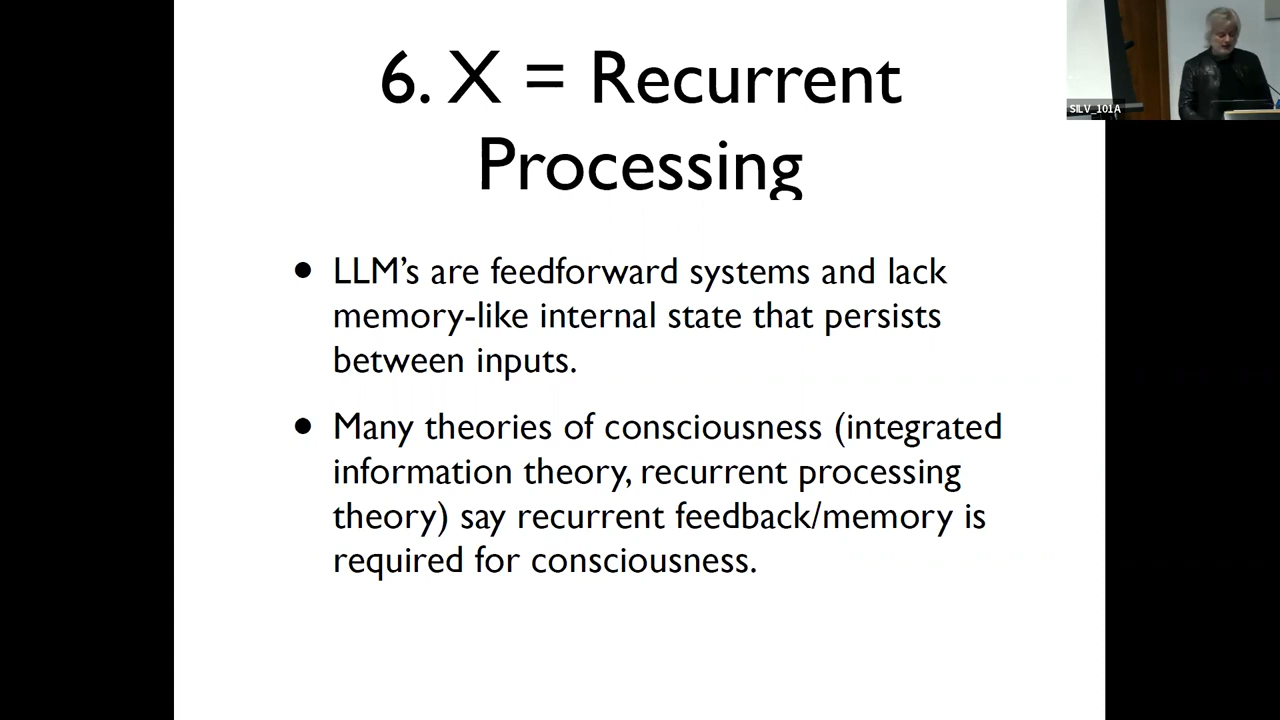 6. X = Recurrent
Processing
SILV_101A
• LLM's are feedforward systems and lack
memory-like internal state that persists
between inputs.
• Many theories of consciousness (integrated
information theory, recurrent processing
theory) say recurrent feedback/memory is
required for consciousness.